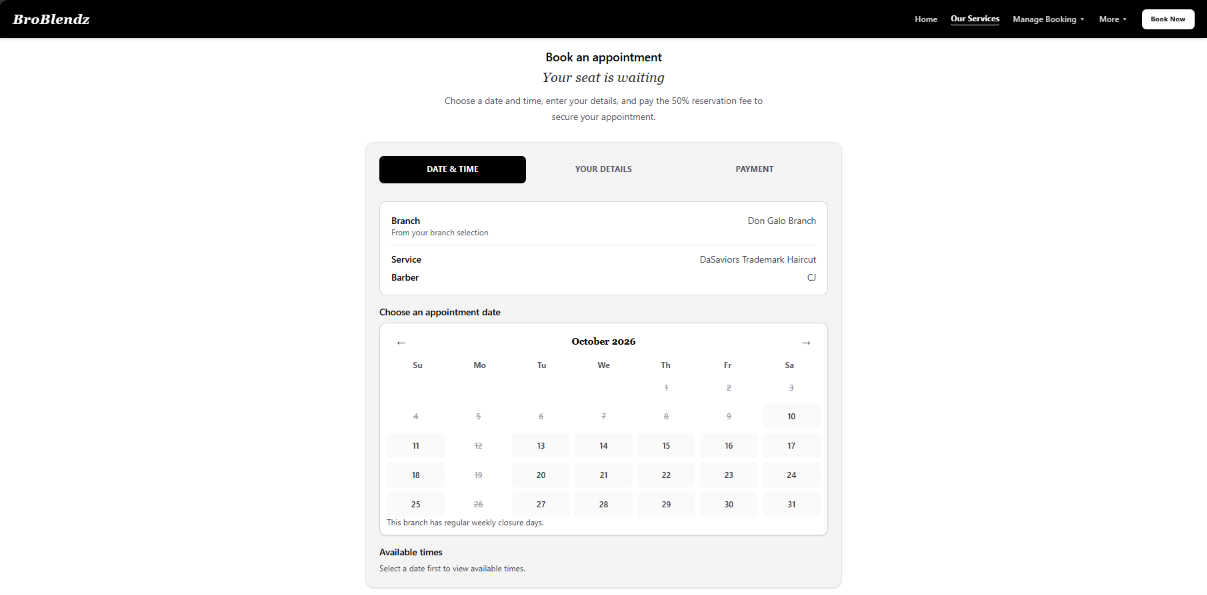 BroBlendz
Home Our Services Manage Booking More Book Now
Book an appointment
Your seat is waiting
Choose a date and time, enter your details, and pay the 50% reservation fee to
secure your appointment.
DATE & TIME YOUR DETAILS PAYMENT
Branch Don Galo Branch
From your branch selection
Service DaSaviors Trademark Haircut
Barber CJ
Choose an appointment date
← October 2026 →
Su Mo Tu We Th Fr Sa
1 2 3
4 5 6 7 8 9 10
11 12 13 14 15 16 17
18 19 20 21 22 23 24
25 26 27 28 29 30 31
This branch has regular weekly closure days.
Available times
Select a date first to view available times.